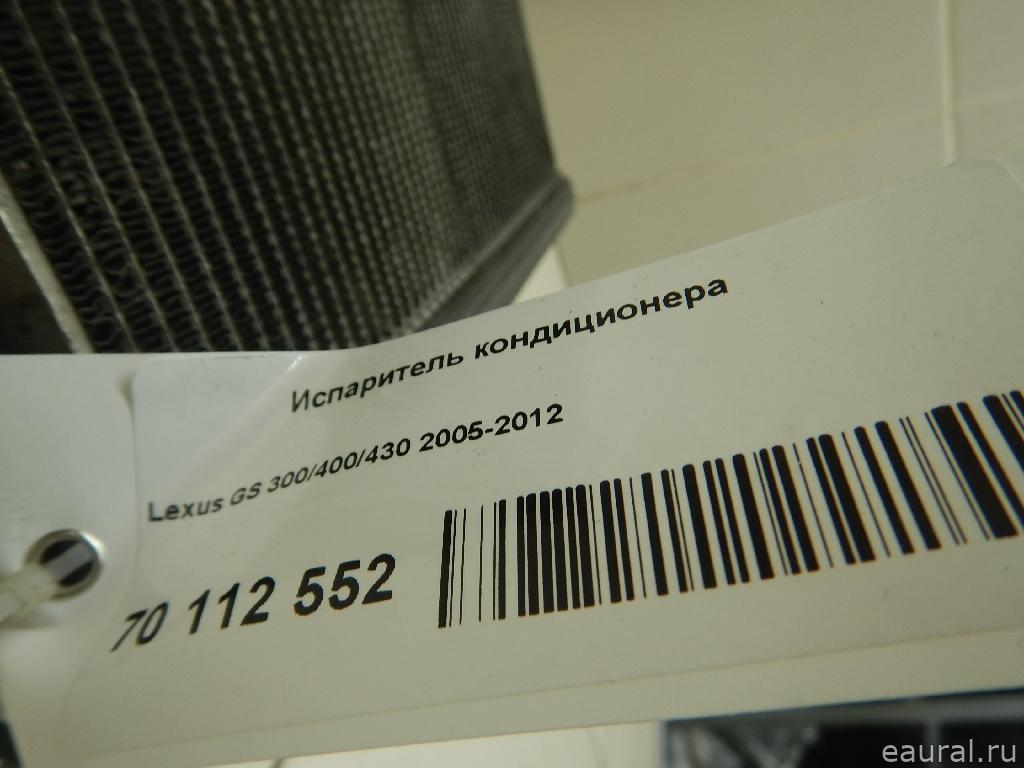 Испаритель кондиционера
Lexus GS 300/400/430 2005-2012
70 112 552
eaural.ru